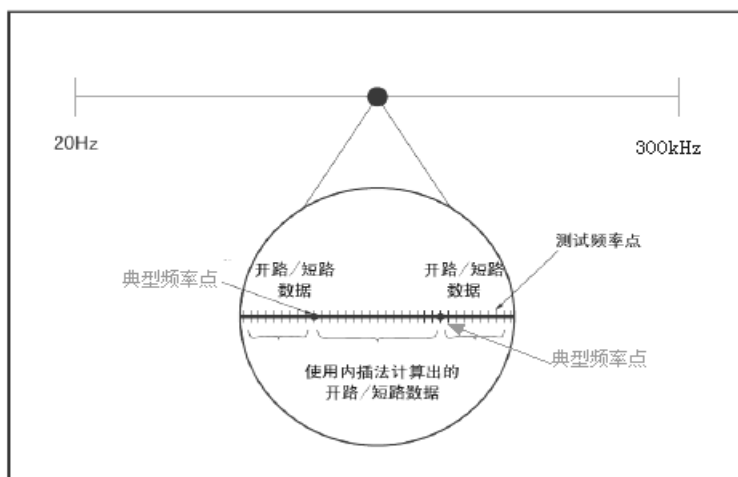 20Hz
300kHz
测试频率点
开路/短路
数据
开路/短路
数据
典型频率点
典型频率点
使用内插法计算出的
开路/短路数据